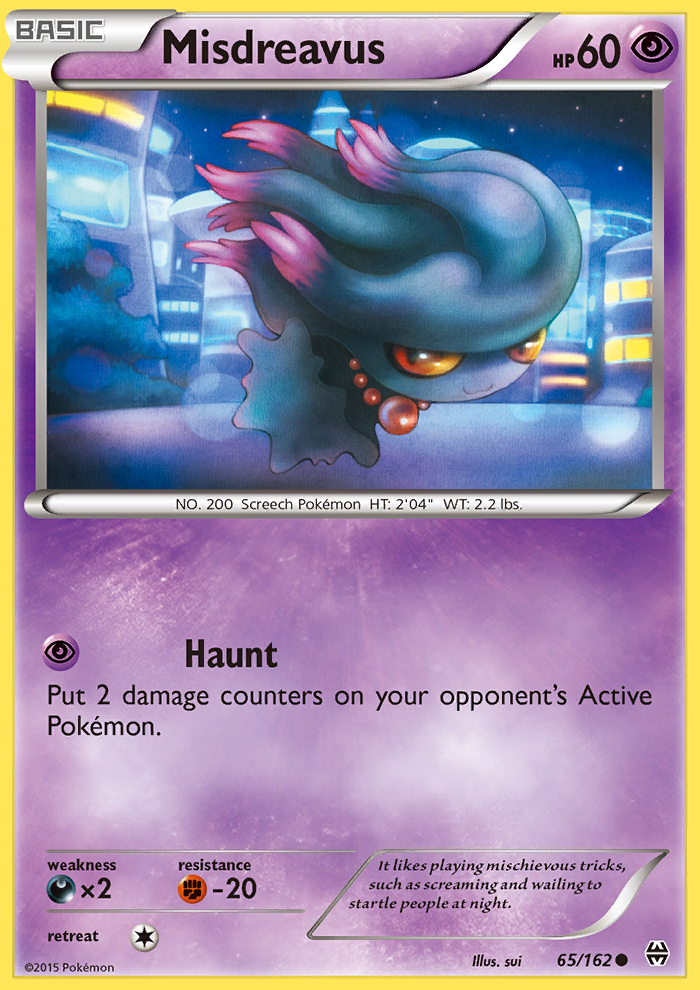 BASIC
Misdreavus
HP60
NO. 200 Screech Pokémon HT: 2'04" WT: 2.2 lbs.
Haunt
Put 2 damage counters on your opponent's Active
Pokémon.
weakness
×2
resistance
-20
It likes playing mischievous tricks,
such as screaming and wailing to
startle people at night.
retreat
Illus. sui
65/162
©2015 Pokémon